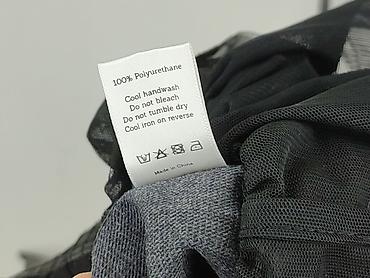 100% Polyurethane
Cool handwash
Do not bleach
Do not tumble dry
Cool iron on reverse
Made in China